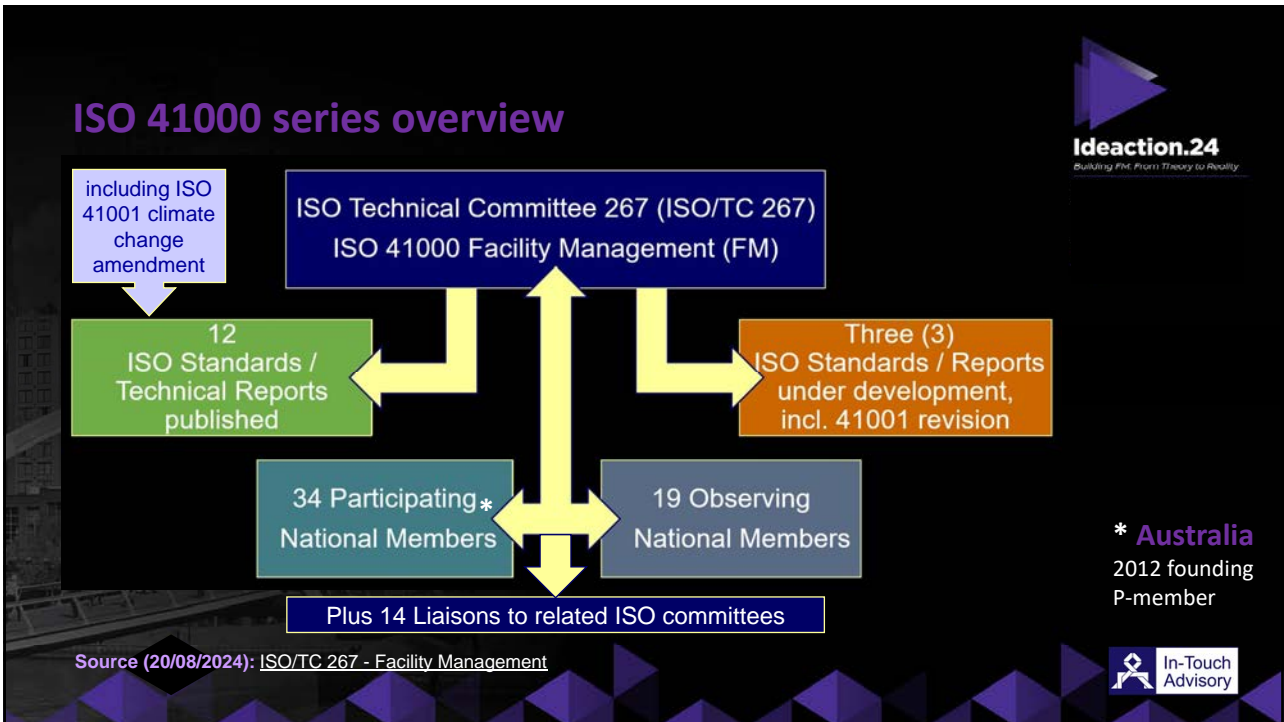 ISO 41000 series overview
Ideaction.24
Building FM: From Theory to Reality
including ISO
41001 climate
change
amendment
ISO Technical Committee 267 (ISO/TC 267)
ISO 41000 Facility Management (FM)
12
ISO Standards /
Technical Reports
published
Three (3)
ISO Standards / Reports
under development,
incl. 41001 revision
34 Participating *
National Members
19 Observing
National Members
Plus 14 Liaisons to related ISO committees
* Australia
2012 founding
P-member
Source (20/08/2024): ISO/TC 267 - Facility Management
In-Touch
Advisory